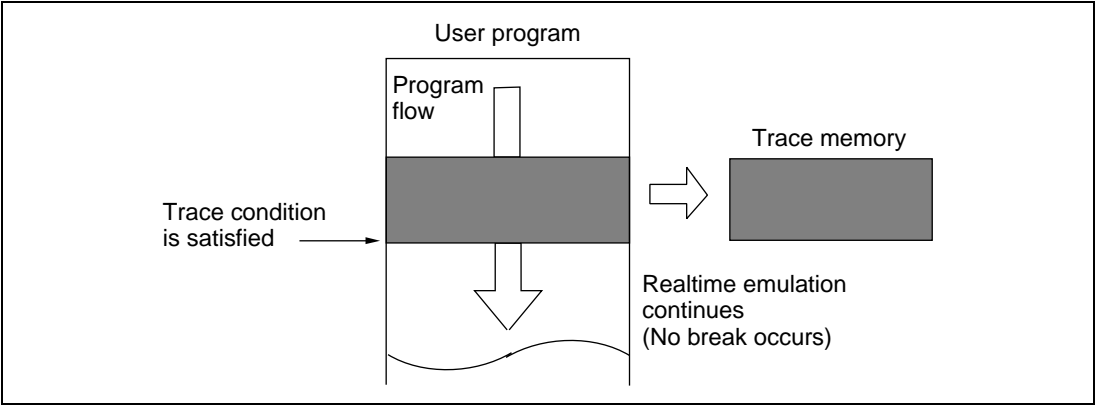 User program
Program
flow
Trace memory
Trace condition
is satisfied
Realtime emulation
continues
(No break occurs)